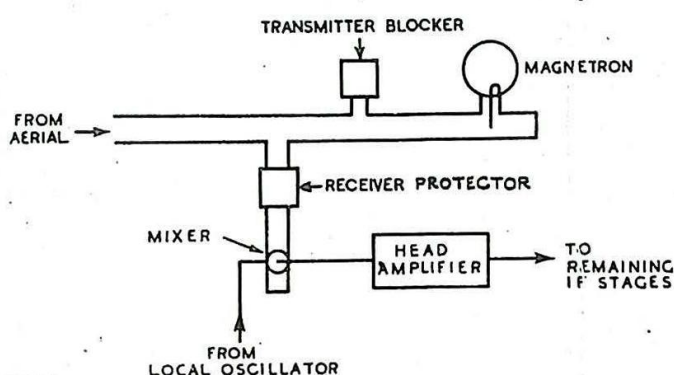 TRANSMITTER BLOCKER
MAGNETRON
FROM
AERIAL
RECEIVER PROTECTOR
MIXER
HEAD
AMPLIFIER
TO
REMAINING
IF STAGES
FROM
LOCAL OSCILLATOR